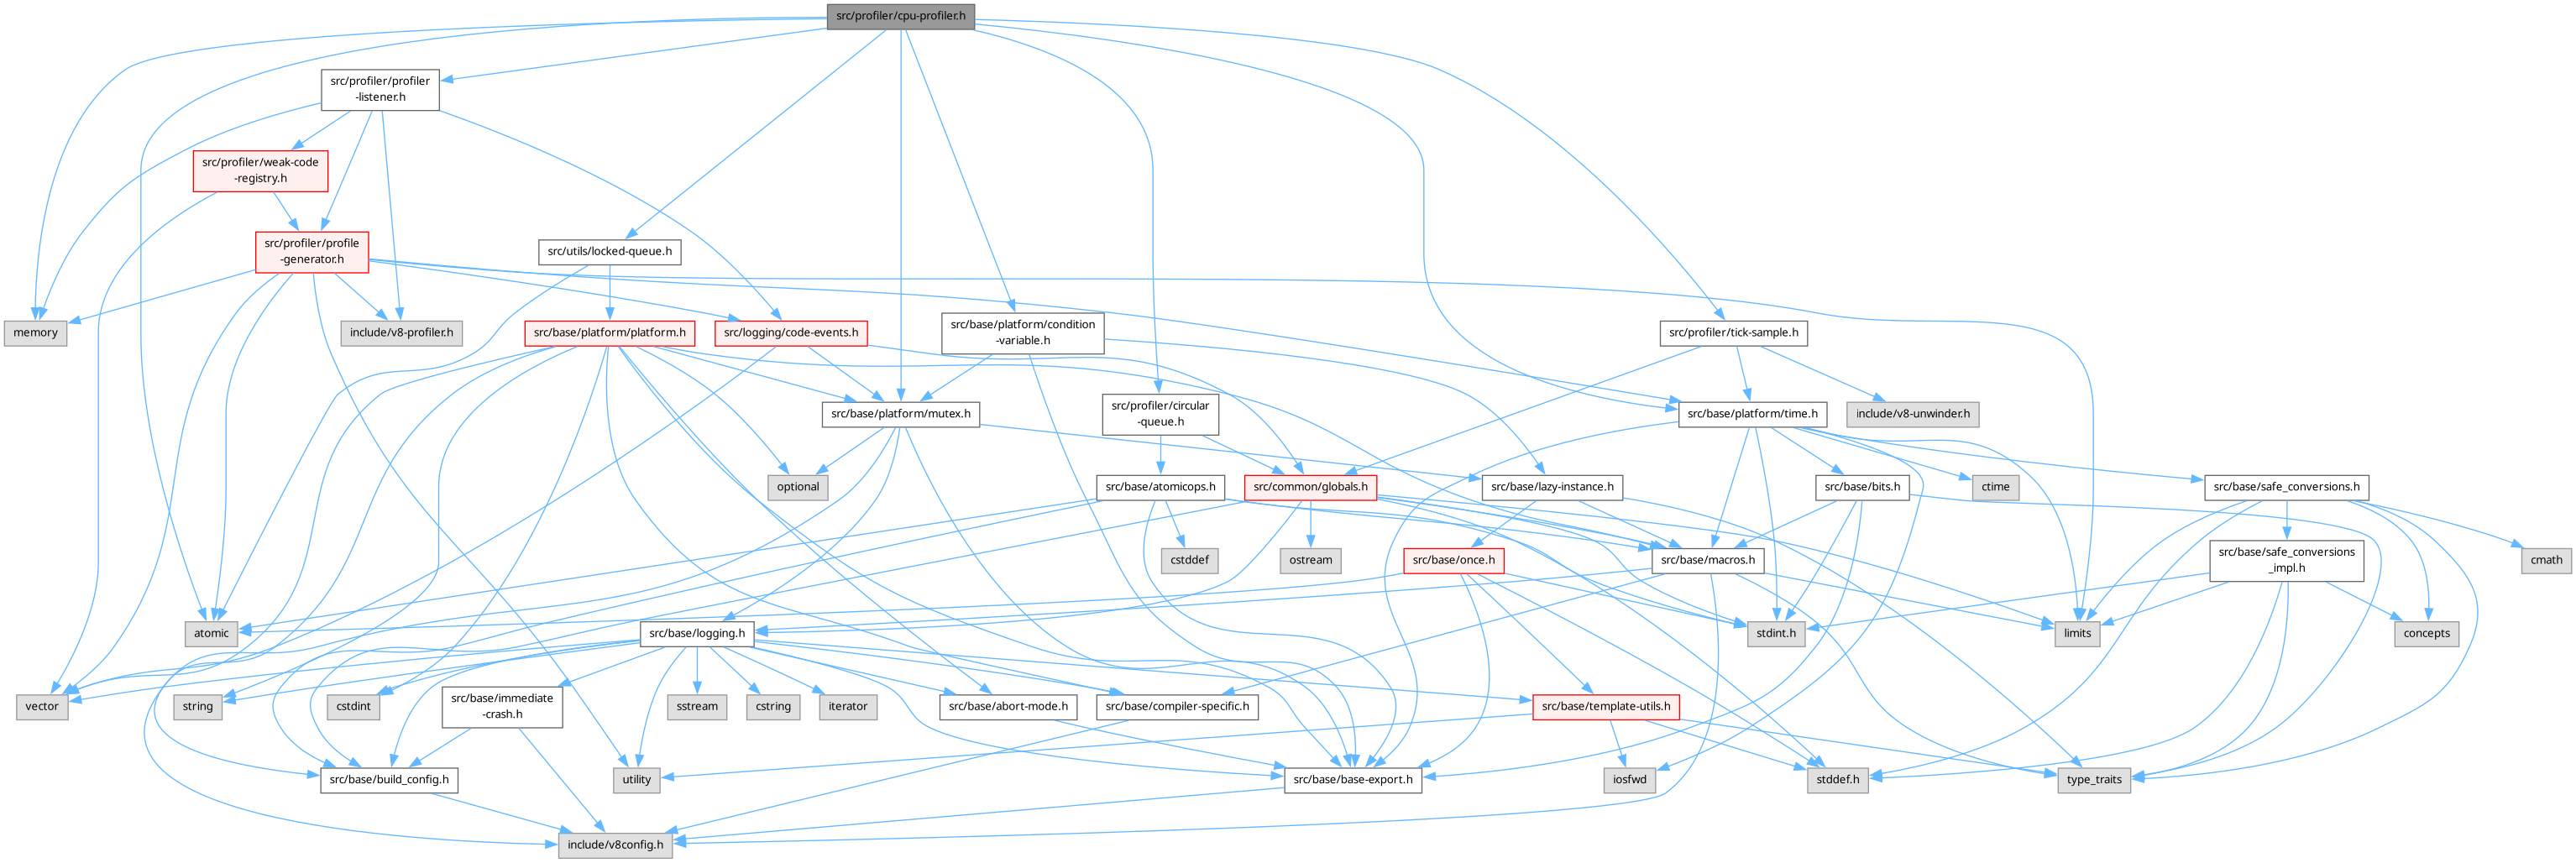 src/profiler/cpu-profiler.h
src/profiler/profiler
-listener.h
src/profiler/weak-code
-registry.h
src/profiler/profile
-generator.h
src/utils/locked-queue.h
memory
include/v8-profiler.h
src/base/platform/platform.h
src/logging/code-events.h
src/base/platform/condition
-variable.h
src/profiler/tick-sample.h
src/base/platform/mutex.h
src/profiler/circular
-queue.h
src/base/platform/time.h
include/v8-unwinder.h
optional
src/base/atomicops.h
src/common/globals.h
src/base/lazy-instance.h
src/base/bits.h
ctime
src/base/safe_conversions.h
cstddef
ostream
src/base/once.h
src/base/macros.h
src/base/safe_conversions
_impl.h
cmath
atomic
src/base/logging.h
stdint.h
limits
concepts
vector
string
cstdint
src/base/immediate
-crash.h
sstream
cstring
iterator
src/base/abort-mode.h
src/base/compiler-specific.h
src/base/template-utils.h
src/base/build_config.h
utility
src/base/base-export.h
iosfwd
stddef.h
type_traits
include/v8config.h